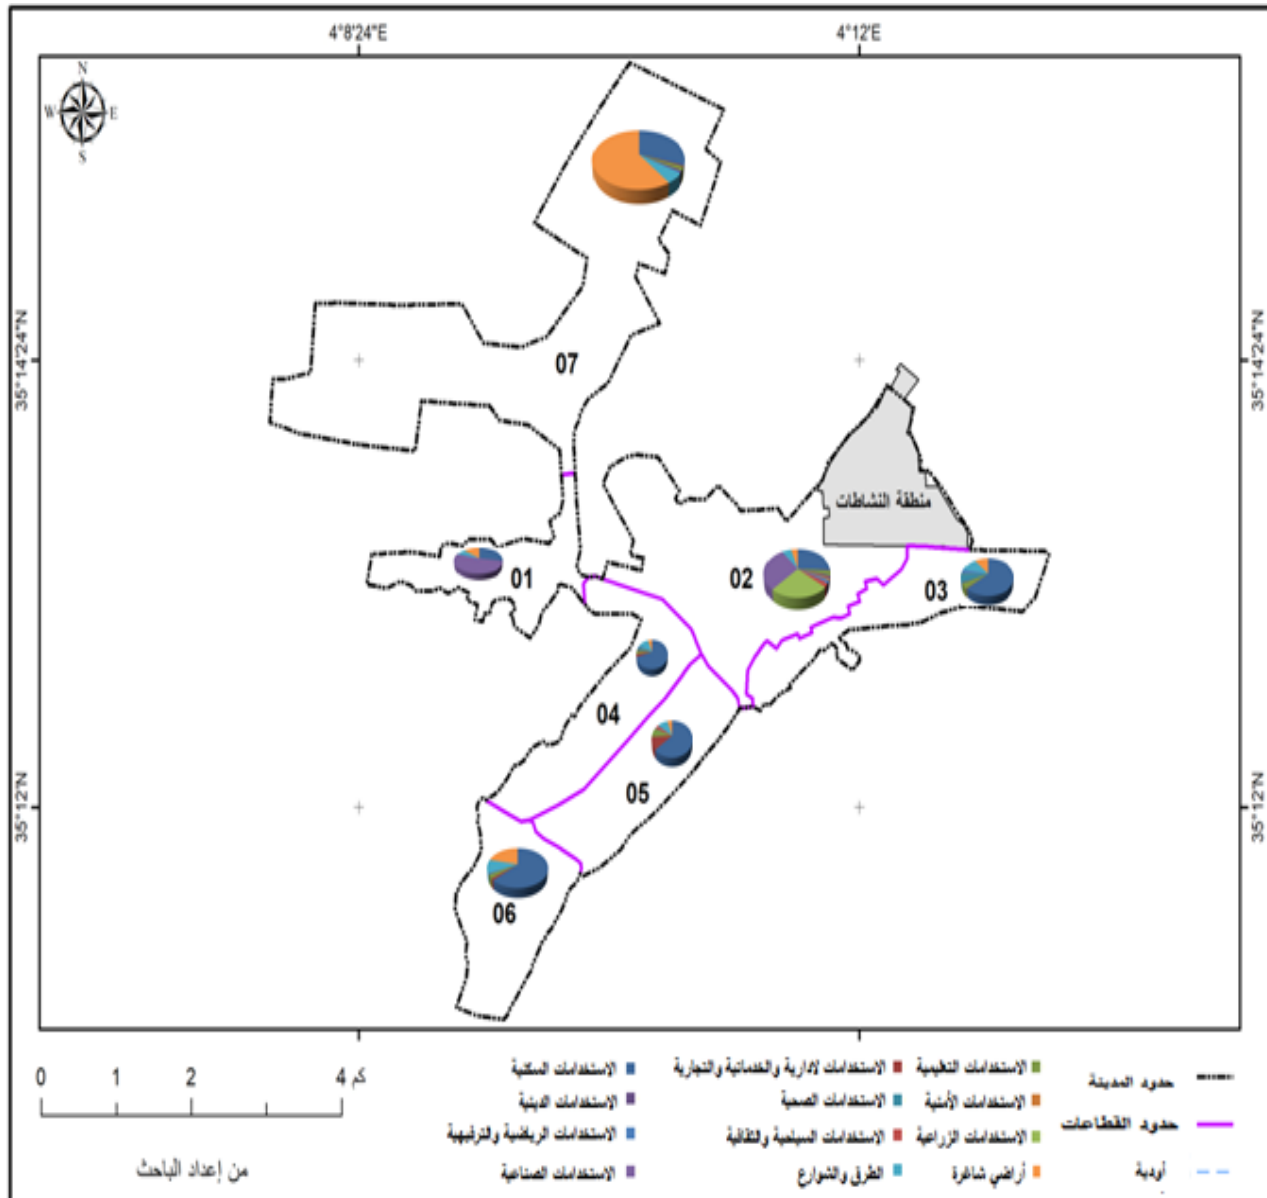 4°8'24"E
4°12'E
N
W
E
S
35°14'24"N
35°14'24"N
07
منطقة النشاطات
01
02
03
04
05
35°12'N
35°12'N
06
حدود المدينة
حدود القطاعات
أودية
الاستخدامات التعليمية
الاستخدامات الأمنية
الاستخدامات الزراعية
أراضي شاغرة
الاستخدامات لادارية والخدماتية والتجارية
الاستخدامات الصحية
الاستخدامات السياحية والثقافية
الطرق والشوارع
الاستخدامات السكنية
الاستخدامات الدينية
الاستخدامات الرياضية والترفيهية
الاستخدامات الصناعية
0 1 2 4 كم
من إعداد الباحث